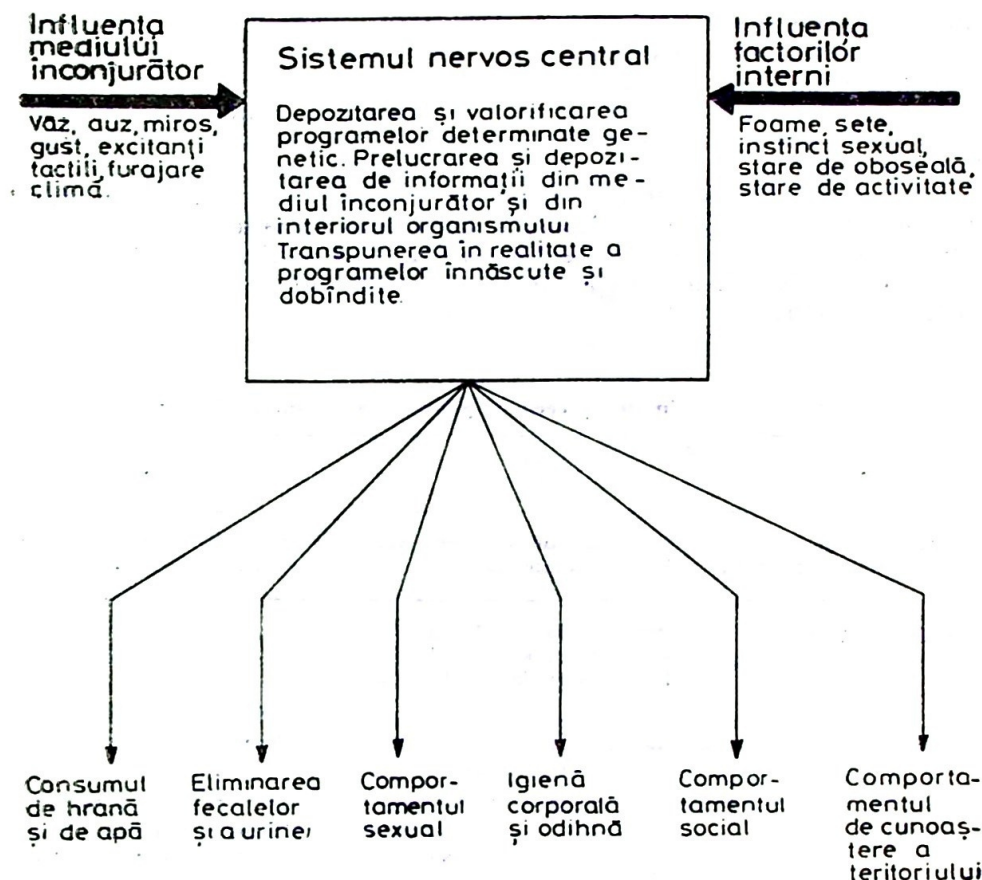 Influența
mediului
înconjurător
Văz, auz, miros,
gust, excitanți
tactili, furajare
climă.
Sistemul nervos central
Depozitarea și valorificarea
programelor determinate ge-
netic. Prelucrarea și depozi-
tarea de informații din me-
diul înconjurător și din
interiorul organismului
Transpunerea în realitate a
programelor înnăscute și
dobîndite.
Influența
factorilor
interni
Foame, sete,
instinct sexual,
stare de oboseală,
stare de activitate
Consumul
de hrană
și de apă
Eliminarea
fecalelor
și a urinei
Compor-
tamentul
sexual
Igienă
corporală
și odihnă
Compor-
tamentul
social
Comporta-
mentul
de cunoaș-
tere a
teritoriului